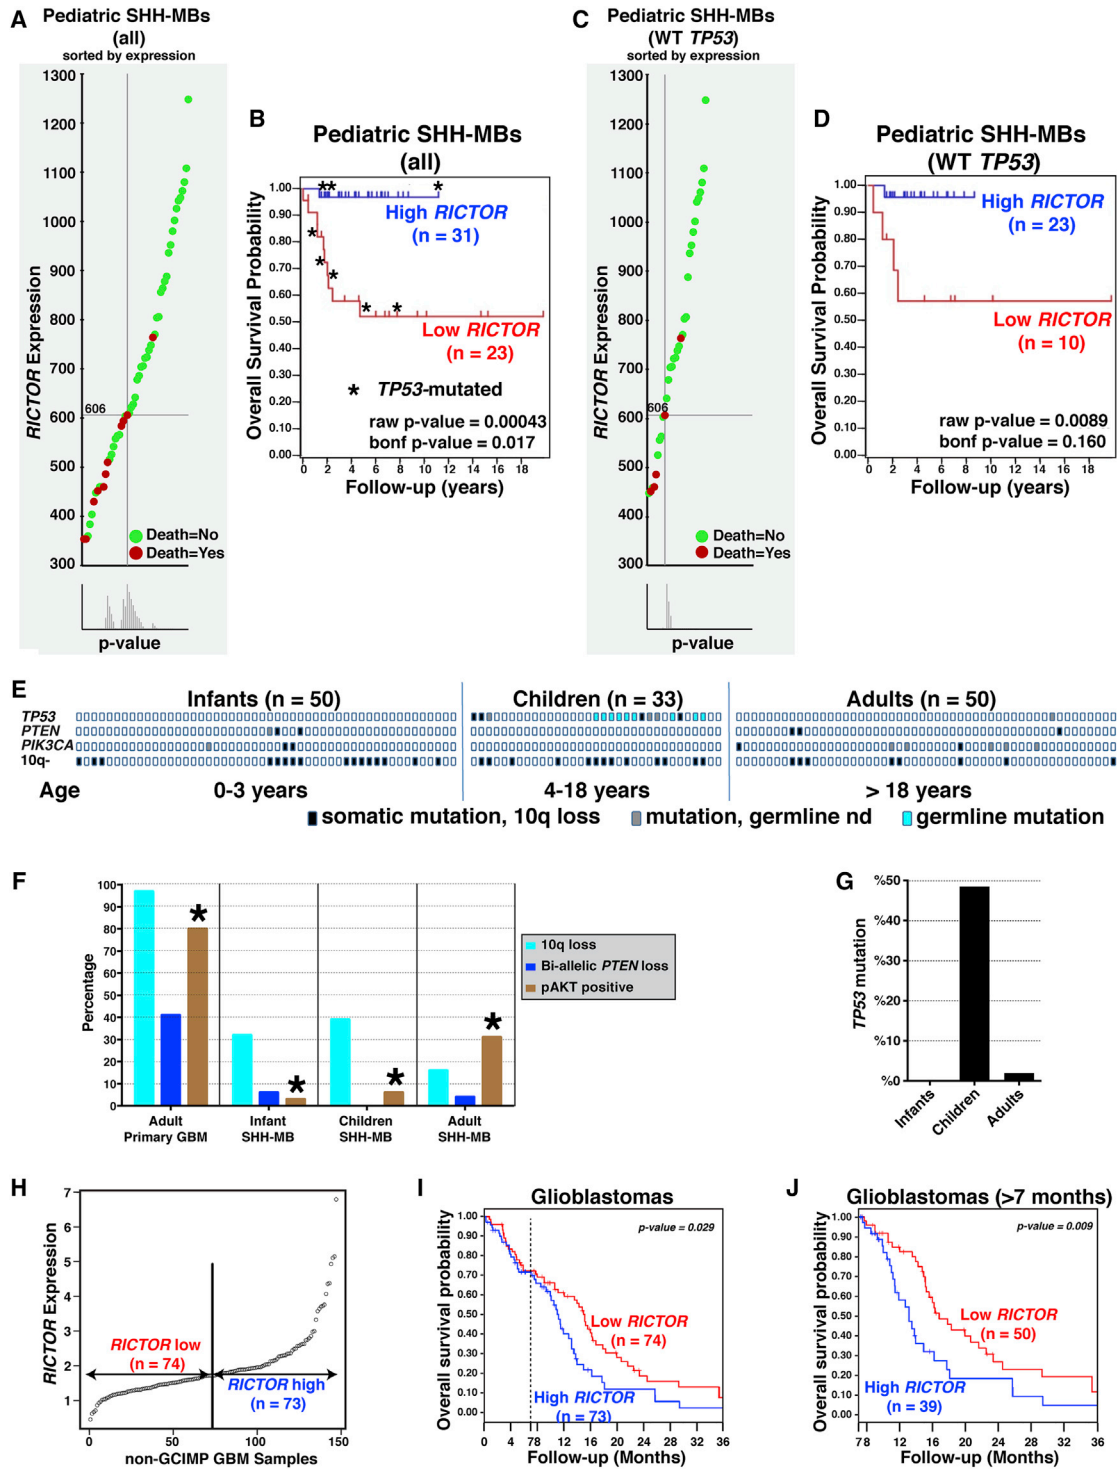 A
Pediatric SHH-MBs
(all)
sorted by expression
RICTOR Expression
1300
1200
1100
1000
900
800
700
606
600
500
400
300
Death=No
Death=Yes
p-value
B
Pediatric SHH-MBs
(all)
Overall Survival Probability
1.00
0.90
0.80
0.70
0.60
0.50
0.40
0.30
0.20
0.10
0.00
High RICTOR
(n = 31)
Low RICTOR
(n = 23)
* TP53-mutated
raw p-value = 0.00043
bonf p-value = 0.017
0 2 4 6 8 10 12 14 16 18
Follow-up (years)
C
Pediatric SHH-MBs
(WT TP53)
sorted by expression
RICTOR Expression
1300
1200
1100
1000
900
800
700
606
600
500
400
300
Death=No
Death=Yes
p-value
D
Pediatric SHH-MBs
(WT TP53)
Overall Survival Probability
1.00
0.90
0.80
0.70
0.60
0.50
0.40
0.30
0.20
0.10
0.00
High RICTOR
(n = 23)
Low RICTOR
(n = 10)
raw p-value = 0.0089
bonf p-value = 0.160
0 2 4 6 8 10 12 14 16 18
Follow-up (years)
E
Infants (n = 50) Children (n = 33) Adults (n = 50)
TP53
PTEN
PIK3CA
10q-
Age 0-3 years 4-18 years > 18 years
somatic mutation, 10q loss mutation, germline nd germline mutation
F
Percentage
100
90
80
70
60
50
40
30
20
10
0
* * * *
Adult
Primary GBM
Infant
SHH-MB
Children
SHH-MB
Adult
SHH-MB
10q loss
Bi-allelic PTEN loss
pAKT positive
G
TP53 mutation
%50
%40
%30
%20
%10
%0
Infants
Children
Adults
H
RICTOR Expression
7
6
5
4
3
2
1
RICTOR low
(n = 74)
RICTOR high
(n = 73)
0 50 100 150
non-GCIMP GBM Samples
I
Glioblastomas
p-value = 0.029
Overall survival probability
1.00
0.90
0.80
0.70
0.60
0.50
0.40
0.30
0.20
0.10
0.00
Low RICTOR
(n = 74)
High RICTOR
(n = 73)
0 4 7 8 12 16 20 24 28 32 36
Follow-up (Months)
J
Glioblastomas (>7 months)
p-value = 0.009
Overall survival probability
1.00
0.90
0.80
0.70
0.60
0.50
0.40
0.30
0.20
0.10
0.00
Low RICTOR
(n = 50)
High RICTOR
(n = 39)
7 8 12 16 20 24 28 32 36
Follow-up (Months)